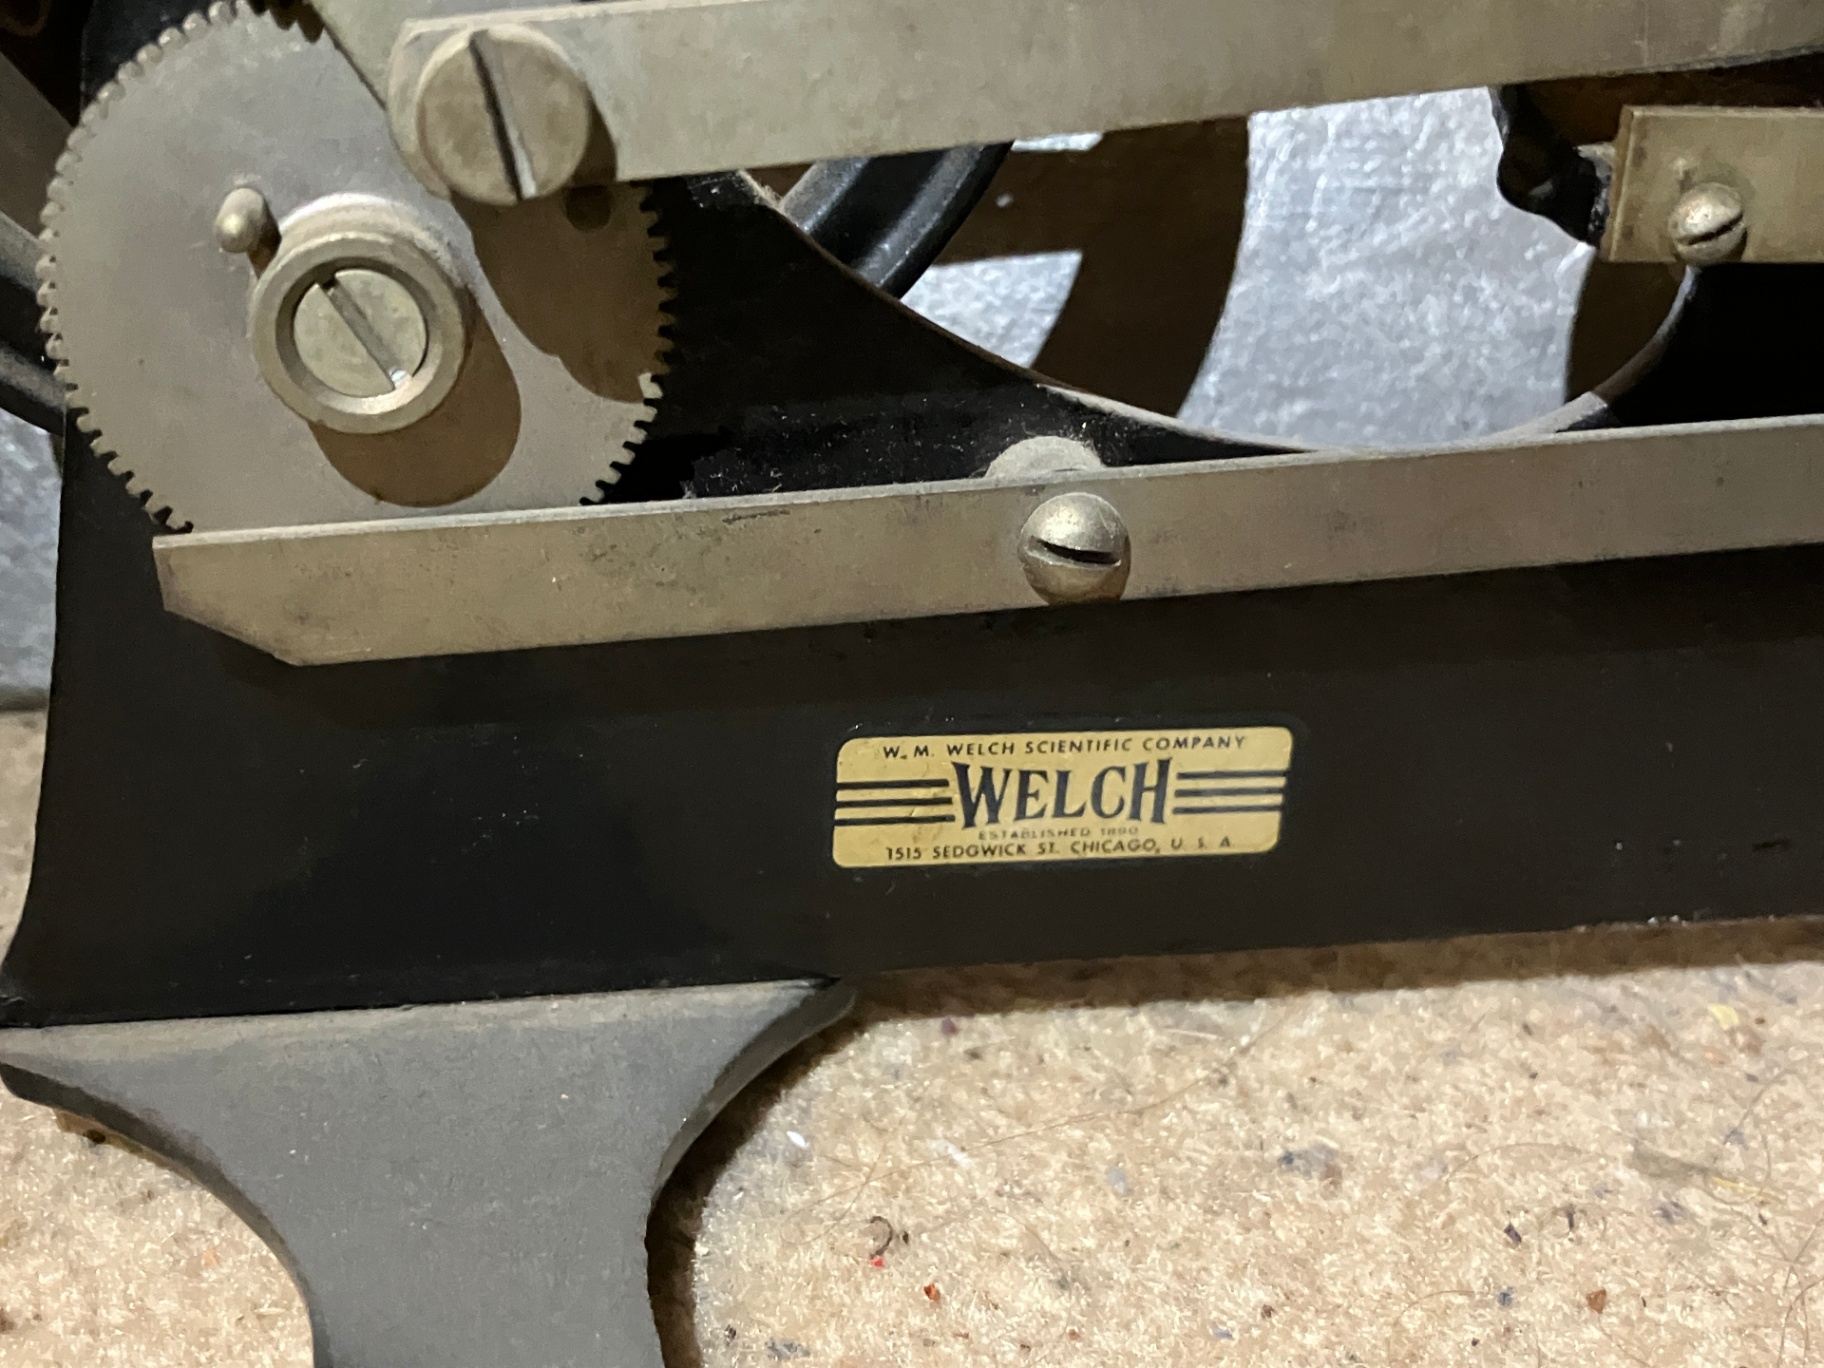 W. M. WELCH SCIENTIFIC COMPANY
WELCH
ESTABLISHED 1880
1515 SEDGWICK ST. CHICAGO, U. S. A.